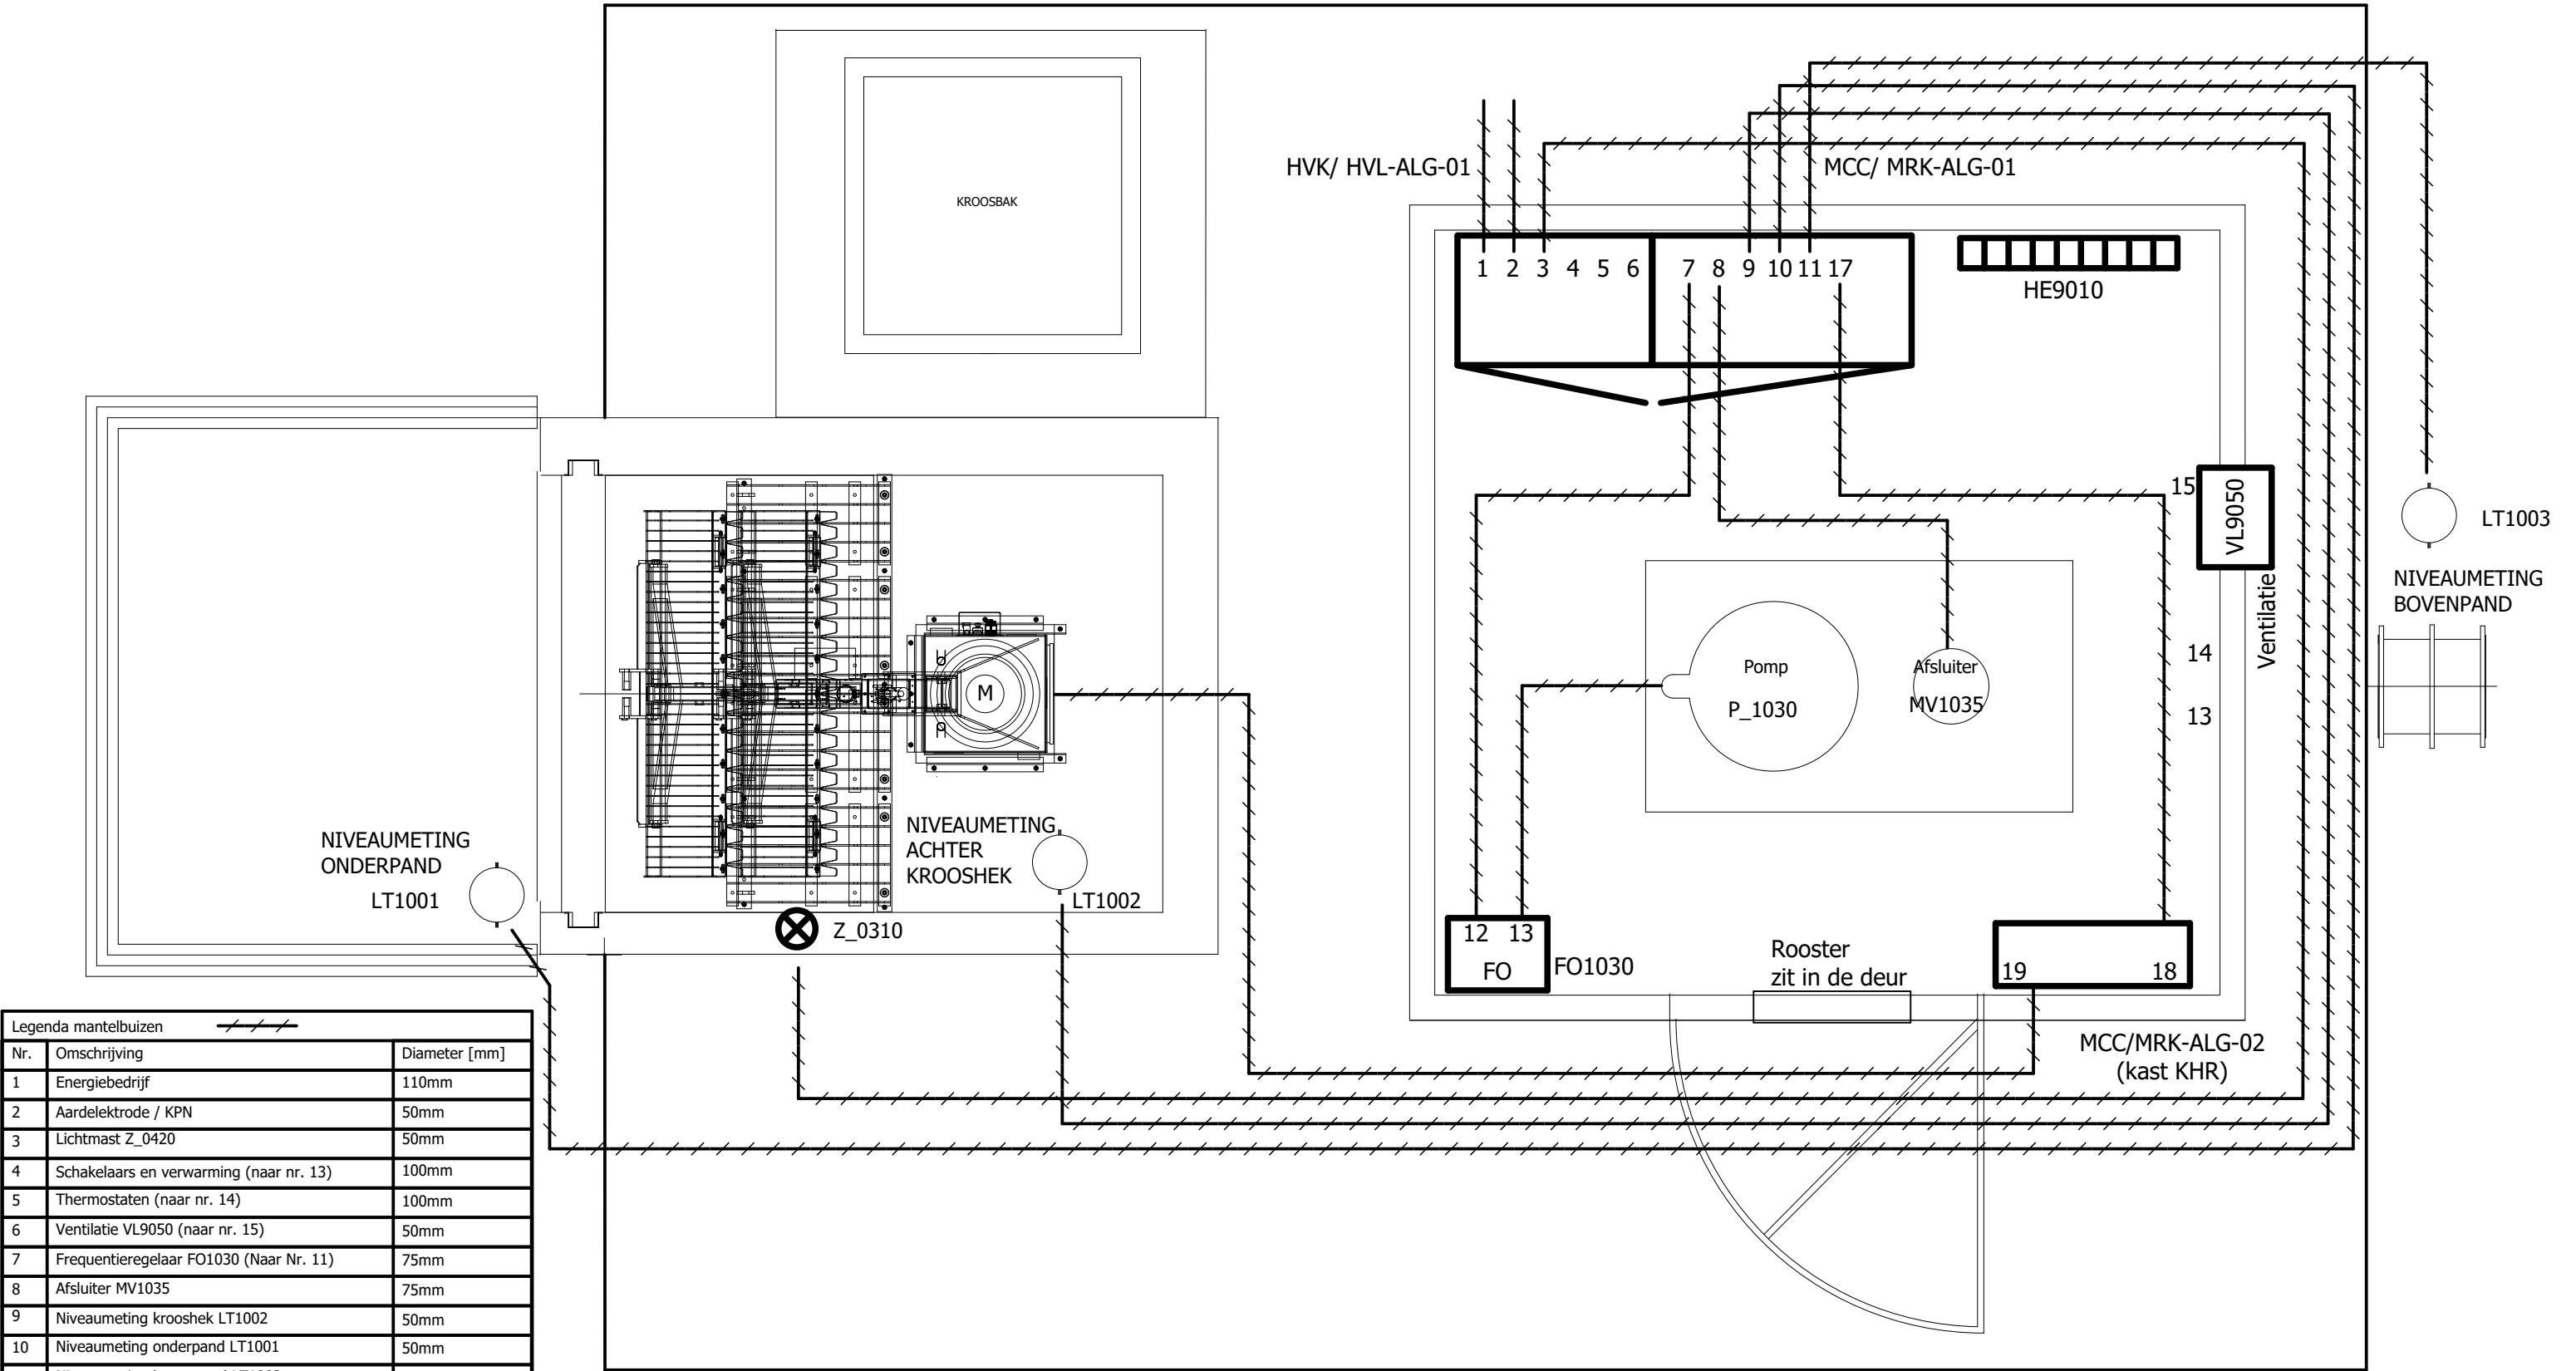 KROOSBAK
HVK/ HVL-ALG-01
MCC/ MRK-ALG-01
1 2 3 4 5 6 7 8 9 10 11 17
HE9010
15
VL9050
Ventilatie
LT1003
NIVEAUMETING
BOVENPAND
14
13
Pomp
P_1030
Afsluiter
MV1035
M
NIVEAUMETING
ONDERPAND
LT1001
NIVEAUMETING
ACHTER
KROOSHEK
LT1002
Z_0310
12 13
FO
FO1030
Rooster
zit in de deur
19 18
MCC/MRK-ALG-02
(kast KHR)
Legenda mantelbuizen
Nr. Omschrijving Diameter [mm]
1 Energiebedrijf 110mm
2 Aardelektrode / KPN 50mm
3 Lichtmast Z_0420 50mm
4 Schakelaars en verwarming (naar nr. 13) 100mm
5 Thermostaten (naar nr. 14) 100mm
6 Ventilatie VL9050 (naar nr. 15) 50mm
7 Frequentieregelaar FO1030 (Naar Nr. 11) 75mm
8 Afsluiter MV1035 75mm
9 Niveaumeting krooshek LT1002 50mm
10 Niveaumeting onderpand LT1001 50mm